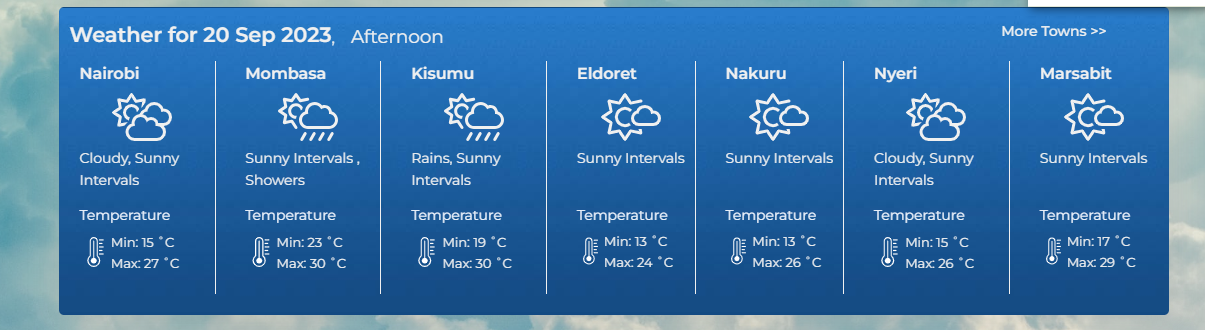 Weather for 20 Sep 2023, Afternoon
More Towns >>
Nairobi
Cloudy, Sunny
Intervals
Temperature
Min: 15 °C
Max: 27 °C
Mombasa
Sunny Intervals ,
Showers
Temperature
Min: 23 °C
Max: 30 °C
Kisumu
Rains, Sunny
Intervals
Temperature
Min: 19 °C
Max: 30 °C
Eldoret
Sunny Intervals
Temperature
Min: 13 °C
Max: 24 °C
Nakuru
Sunny Intervals
Temperature
Min: 13 °C
Max: 26 °C
Nyeri
Cloudy, Sunny
Intervals
Temperature
Min: 15 °C
Max: 26 °C
Marsabit
Sunny Intervals
Temperature
Min: 17 °C
Max: 29 °C